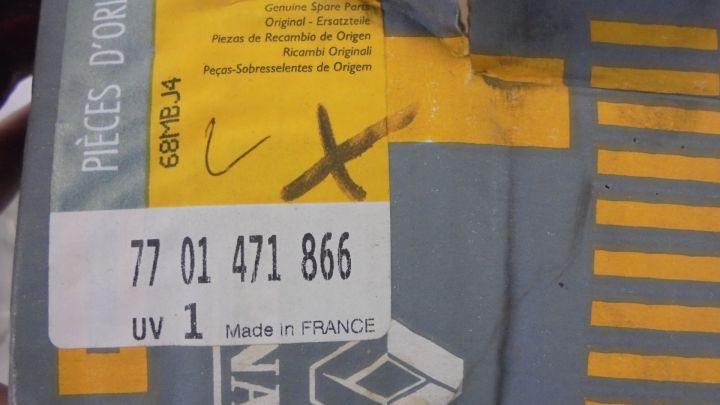 Genuine Spare Parts
Original - Ersatzteile
Piezas de Recambio de Origen
Ricambi Originali
Peças-Sobresselentes de Origem
PIÈCES D'ORI
68MBJ4
77 01 471 866
UV 1 Made in FRANCE
NA